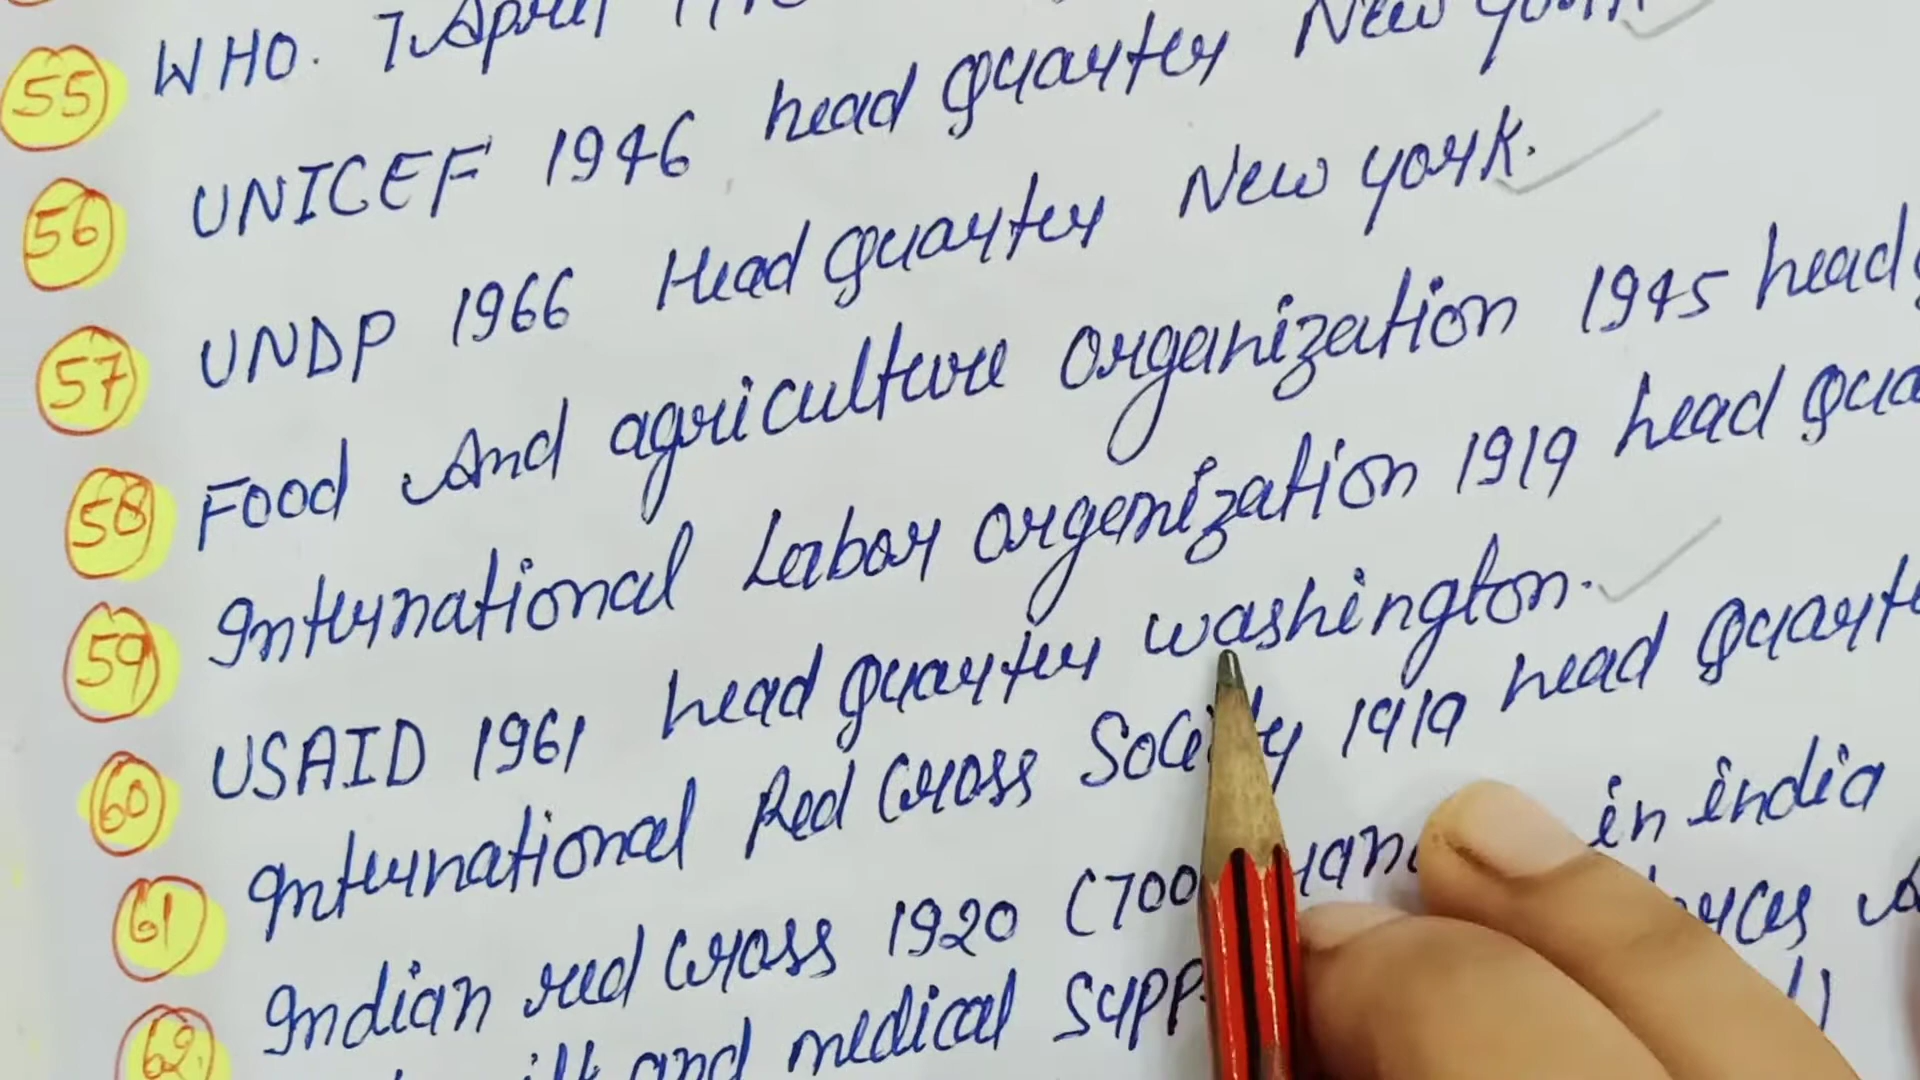 55 WHO. 7 April
56 UNICEF 1946 head quarter New york
57 UNDP 1966 Head quarter New york.
58 Food And agriculture organization 1945 head
59 International Labor orgenization 1919 head qua
60 USAID 1961 head quarter washington.
61 International Red Cross Society 1919 head quarte
62. Indian red cross 1920 (700 in india
and medical supp